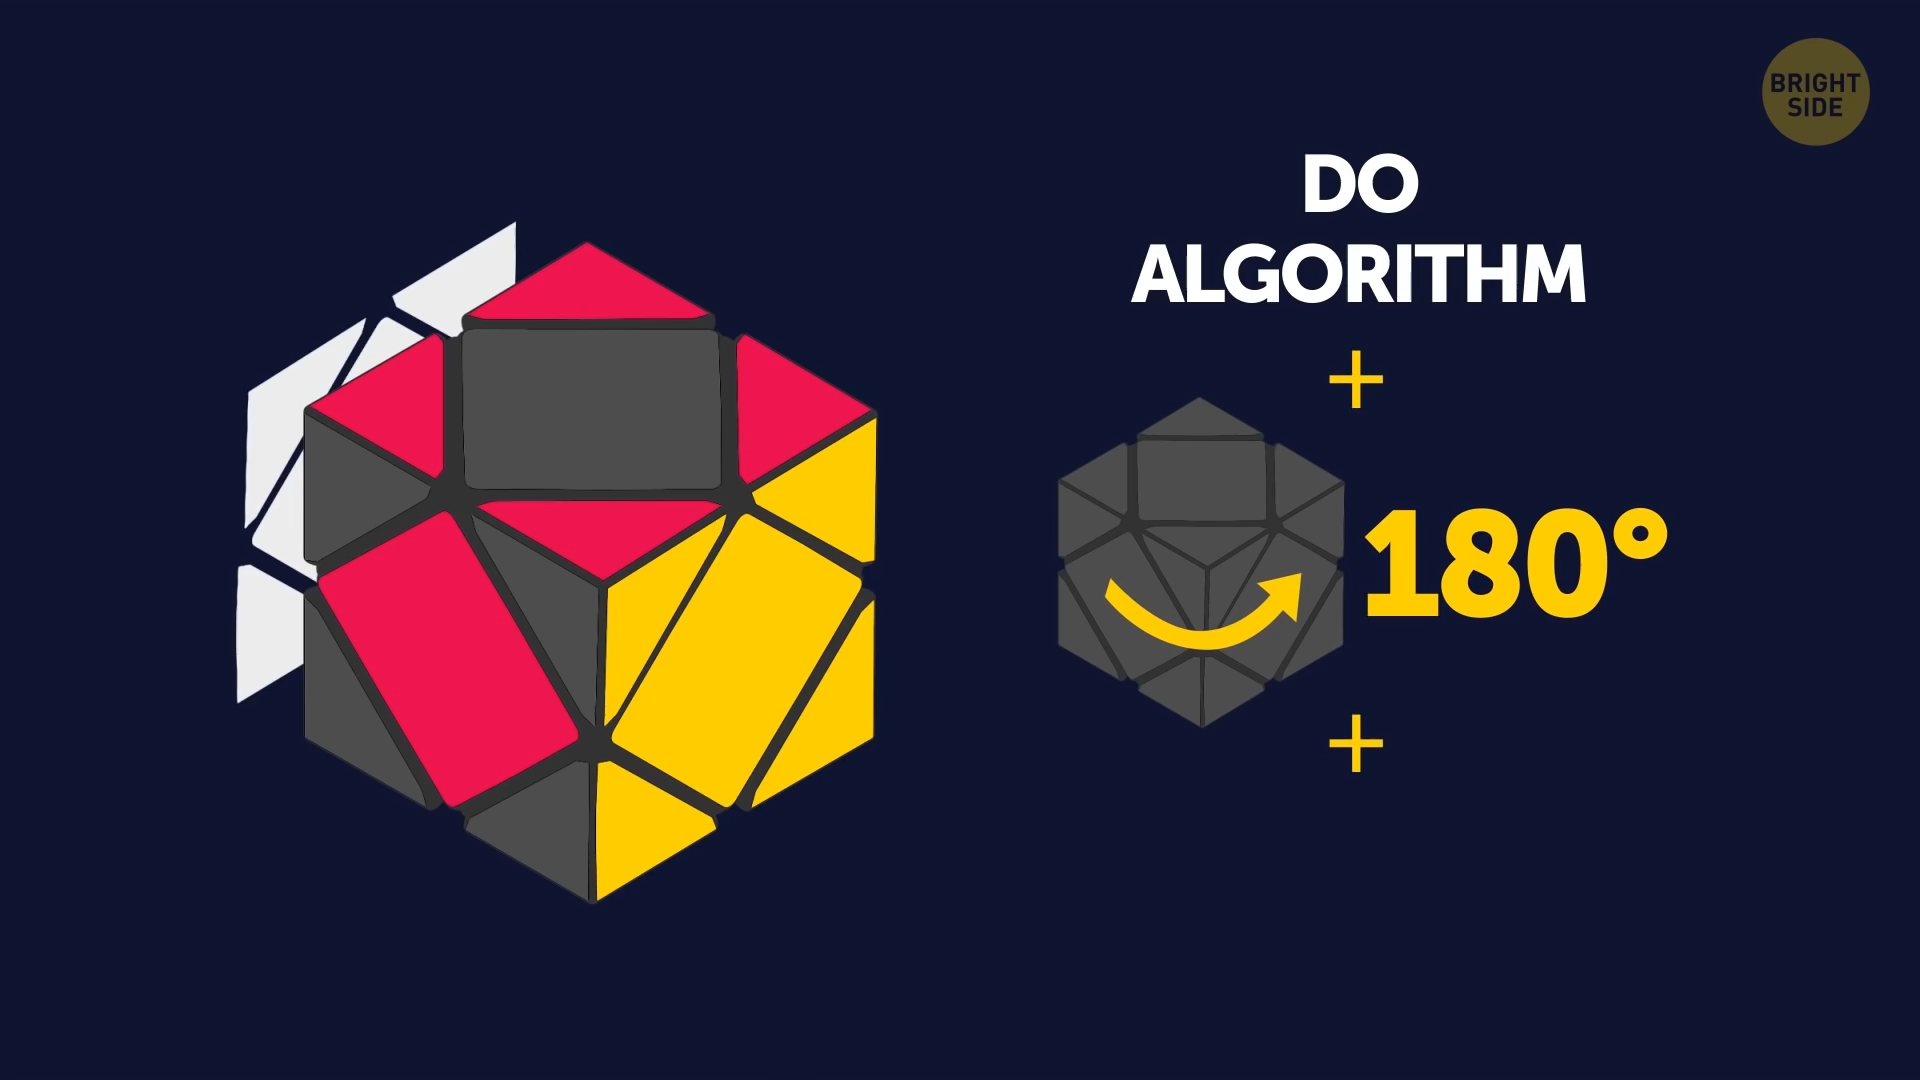 BRIGHT
SIDE
DO
ALGORITHM
+
180°
+